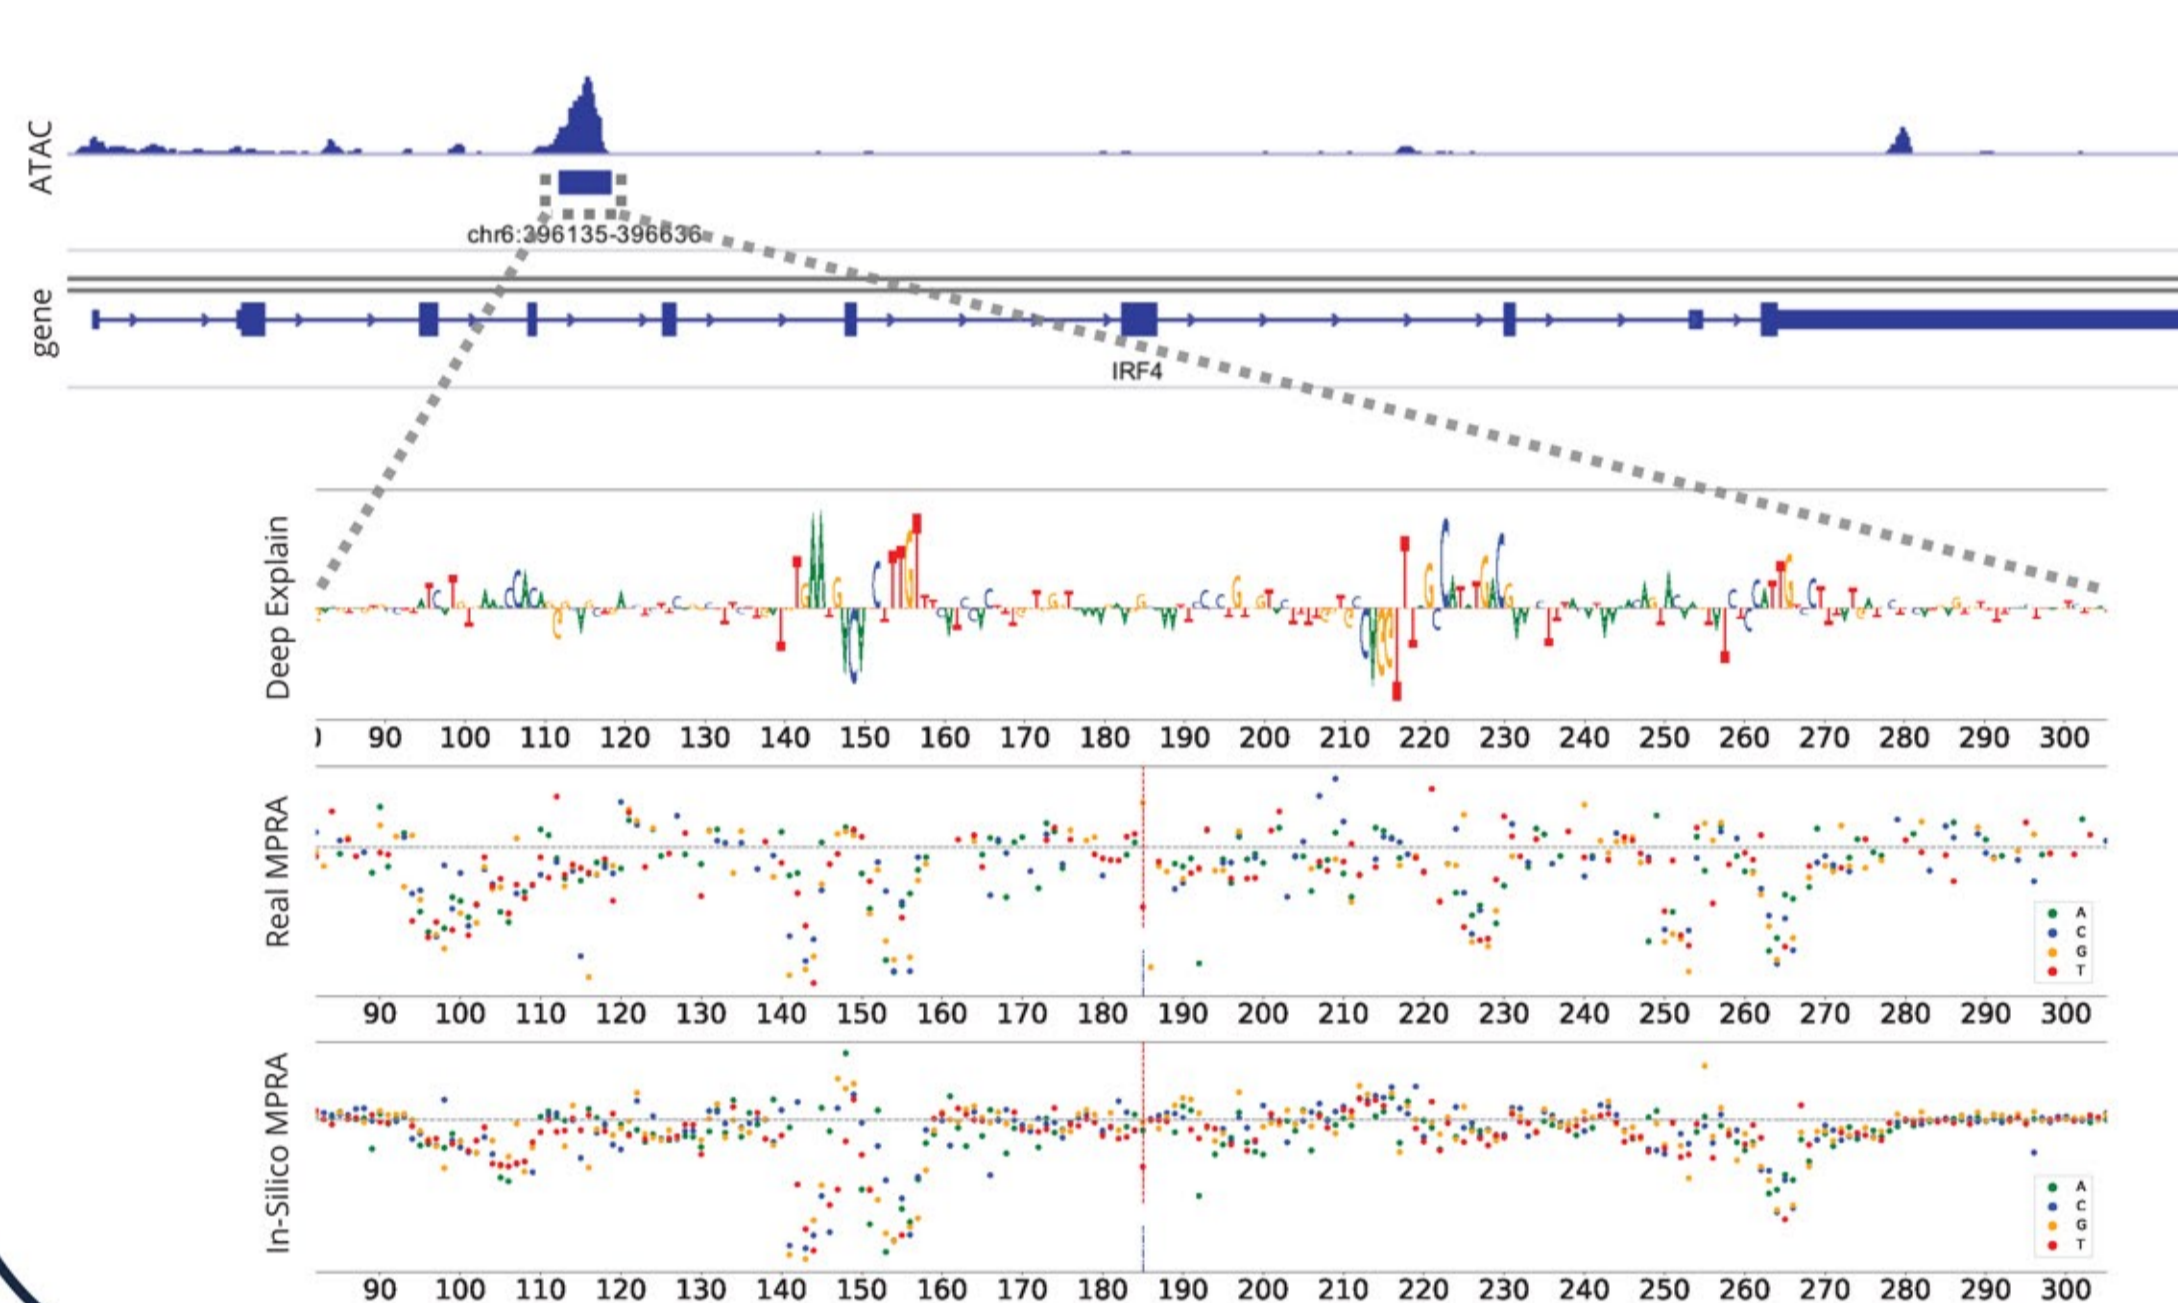 ATAC
chr6:396135-396636
gene
IRF4
Deep Explain
90 100 110 120 130 140 150 160 170 180 190 200 210 220 230 240 250 260 270 280 290 300
Real MPRA
A
C
G
T
90 100 110 120 130 140 150 160 170 180 190 200 210 220 230 240 250 260 270 280 290 300
In-Silico MPRA
A
C
G
T
90 100 110 120 130 140 150 160 170 180 190 200 210 220 230 240 250 260 270 280 290 300